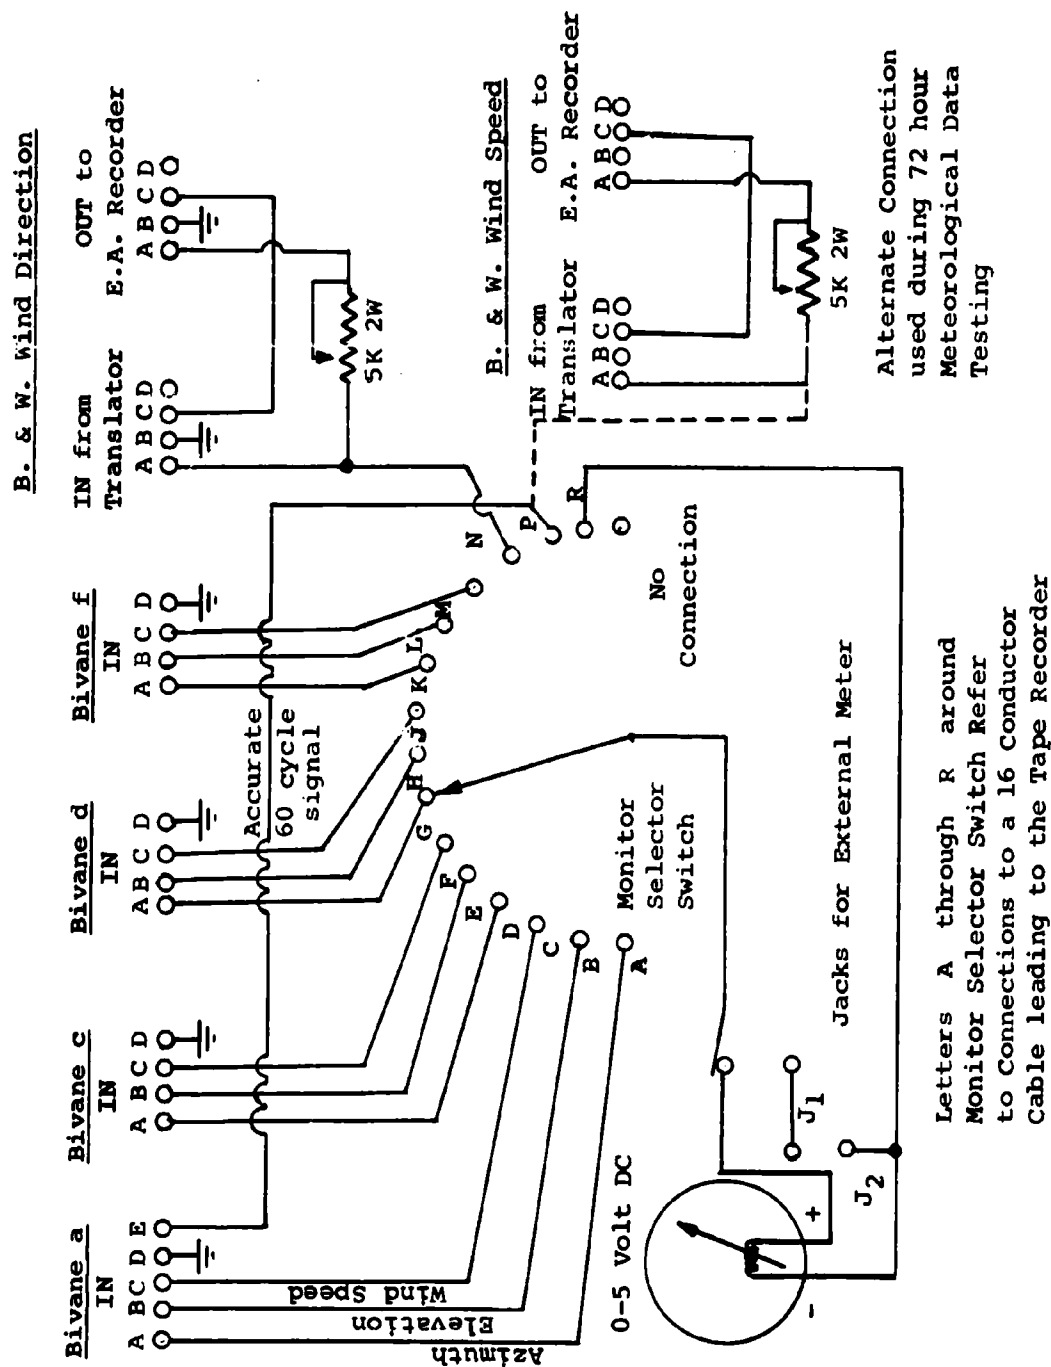 B. & W. Wind Direction
IN from OUT to
Translator E.A. Recorder
A B C D A B C D
5K 2W
Bivane a
IN
A B C D E
Bivane c
IN
A B C D
Bivane d
IN
A B C D
Bivane f
IN
A B C D
Azimuth
Elevation
Wind Speed
Accurate
60 cycle
signal
B. & W. Wind Speed
IN from OUT to
Translator E.A. Recorder
A B C D A B C D
5K 2W
A
B
C
D
E
F
G
H
J
K
L
M
N
P
R
Monitor
Selector
Switch
No
Connection
0-5 Volt DC
+
-
J1
J2
Jacks for External Meter
Alternate Connection
used during 72 hour
Meteorological Data
Testing
Letters A through R around
Monitor Selector Switch Refer
to Connections to a 16 Conductor
Cable leading to the Tape Recorder